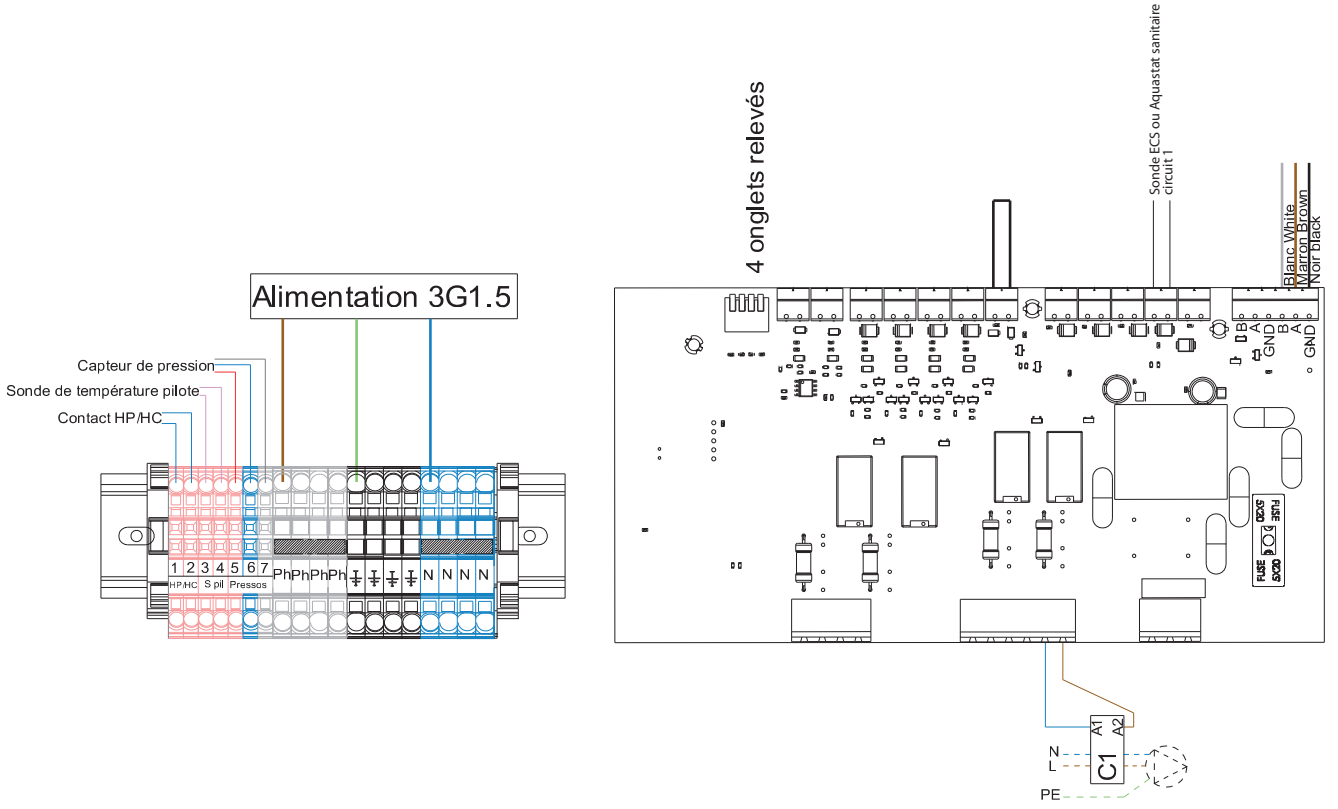 Alimentation 3G1.5
Capteur de pression
Sonde de température pilote
Contact HP/HC
1 2 3 4 5 6 7 Ph Ph Ph Ph N N N N
HP/HC S pil Pressos
4 onglets relevés
Sonde ECS ou Aquastat sanitaire
circuit 1
Blanc White
Marron Brown
Noir black
B
A
GND
B
A
GND
FUSE
5X20
FUSE
5X20
A1
A2
C1
N
L
PE